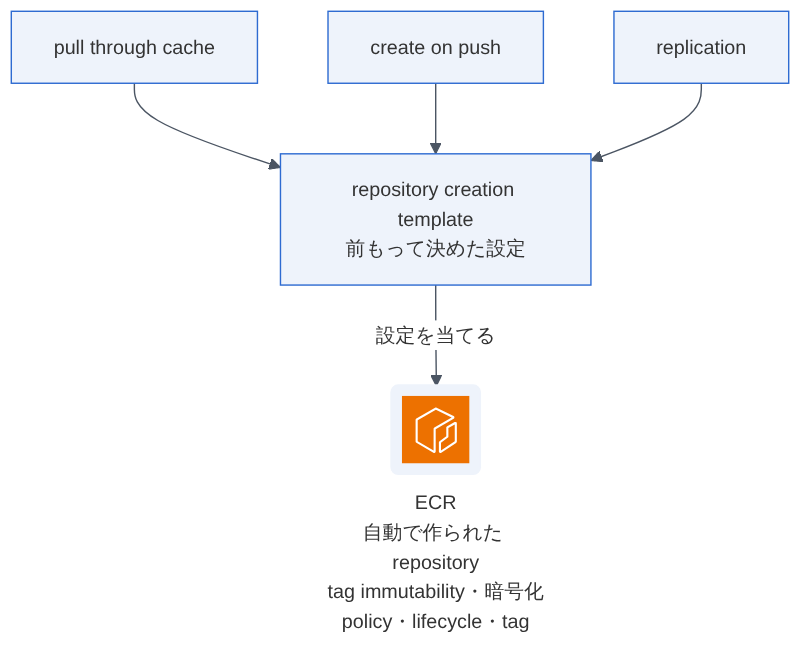 pull through cache
create on push
replication
repository creation
template
前もって決めた設定
設定を当てる
ECR
自動で作られた
repository
tag immutability・暗号化
policy・lifecycle・tag